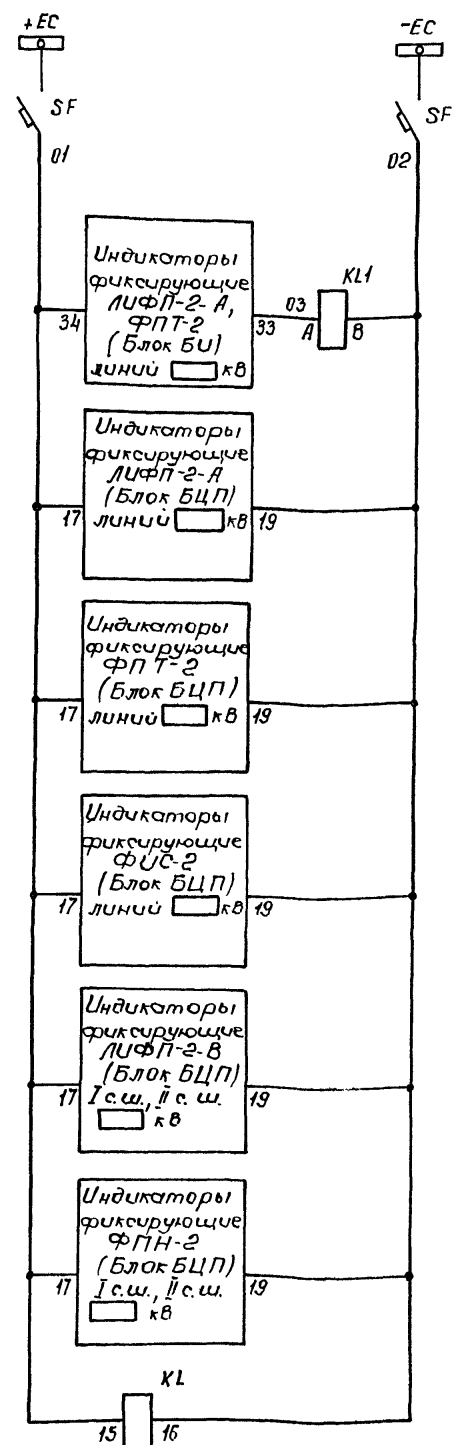 +ЕС
-ЕС
SF
SF
01
02
Индикаторы
фиксирующие
ЛИФП-2-А,
ФПТ-2
(Блок БИ)
линий кВ
34
33
03
KL1
А
В
Индикаторы
фиксирующие
ЛИФП-2-А
(Блок БЦП)
линий кВ
17
19
Индикаторы
фиксирующие
ФПТ-2
(Блок БЦП)
линий кВ
17
19
Индикаторы
фиксирующие
ФИС-2
(Блок БЦП)
линий кВ
17
19
Индикаторы
фиксирующие
ЛИФП-2-В
(Блок БЦП)
I с.ш., II с.ш.
кВ
17
19
Индикаторы
фиксирующие
ФПН-2
(Блок БЦП)
I с.ш., II с.ш.
кВ
17
19
KL
15
16